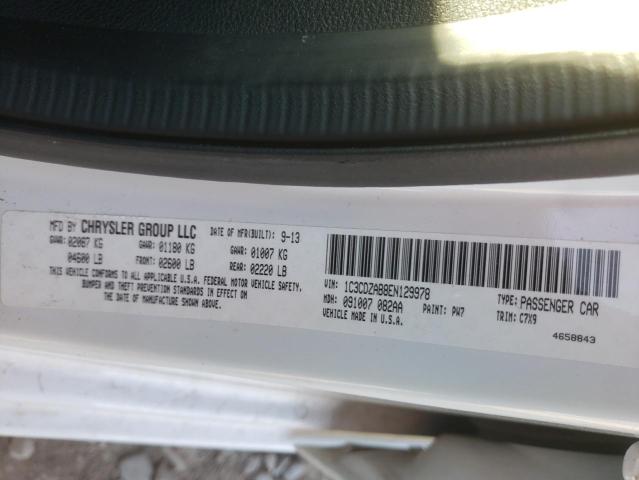 MFD BY CHRYSLER GROUP LLC DATE OF MFR(BUILT): 9-13
GAWR: 02087 KG GAWR: 01180 KG GAWR: 01007 KG
04600 LB FRONT: 02600 LB REAR: 02220 LB
THIS VEHICLE CONFORMS TO ALL APPLICABLE U.S.A. FEDERAL MOTOR VEHICLE SAFETY,
BUMPER AND THEFT PREVENTION STANDARDS IN EFFECT ON
THE DATE OF MANUFACTURE SHOWN ABOVE.
VIN: 1C3CDZAB8EN129978 TYPE: PASSENGER CAR
MDH: 091007 082AA PAINT: PW7 TRIM: C7X9
VEHICLE MADE IN U.S.A.
4658843